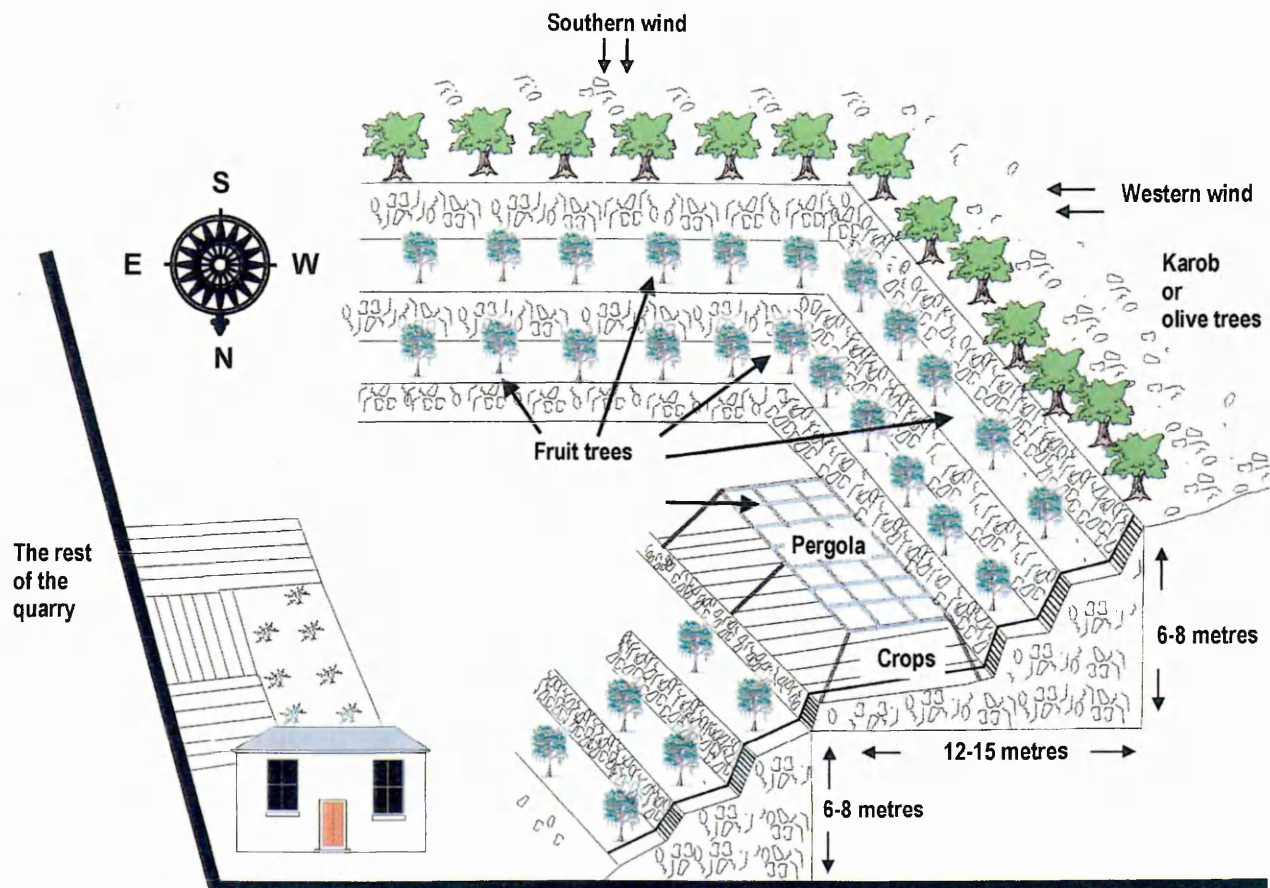 Southern wind
S
E
W
N
Western wind
Karob
or
olive trees
Fruit trees
Pergola
Crops
The rest
of the
quarry
6-8 metres
12-15 metres
6-8 metres